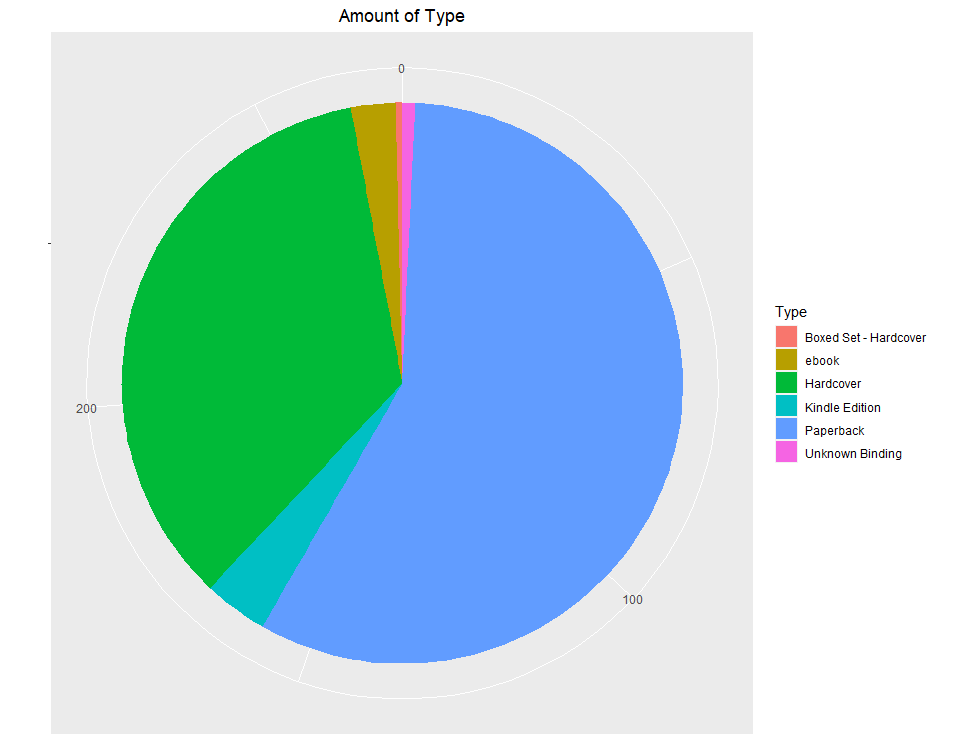 Amount of Type
0
200
100
Type
Boxed Set - Hardcover
ebook
Hardcover
Kindle Edition
Paperback
Unknown Binding